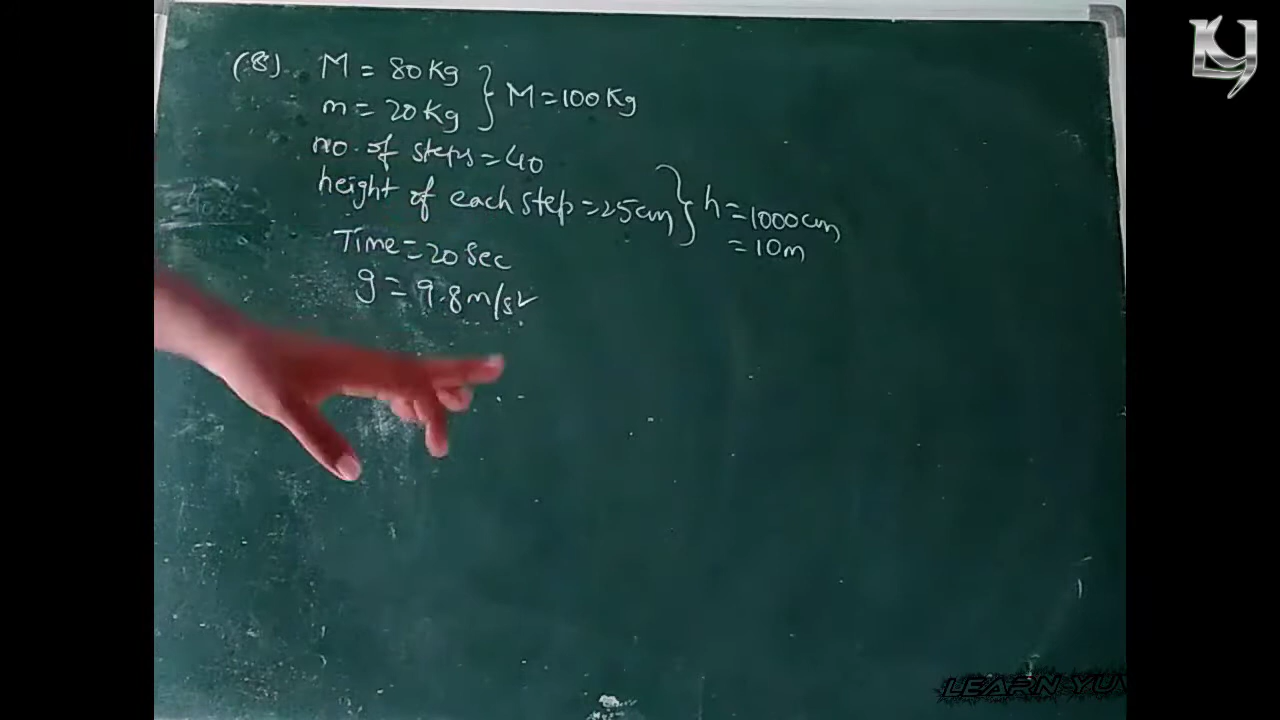 (8) M = 80 Kg
m = 20 Kg } M = 100 Kg
no. of steps = 40
height of each step = 25 cm } h = 1000 cm
= 10 m
Time = 20 Sec
g = 9.8 m/s²
LEARN YUV